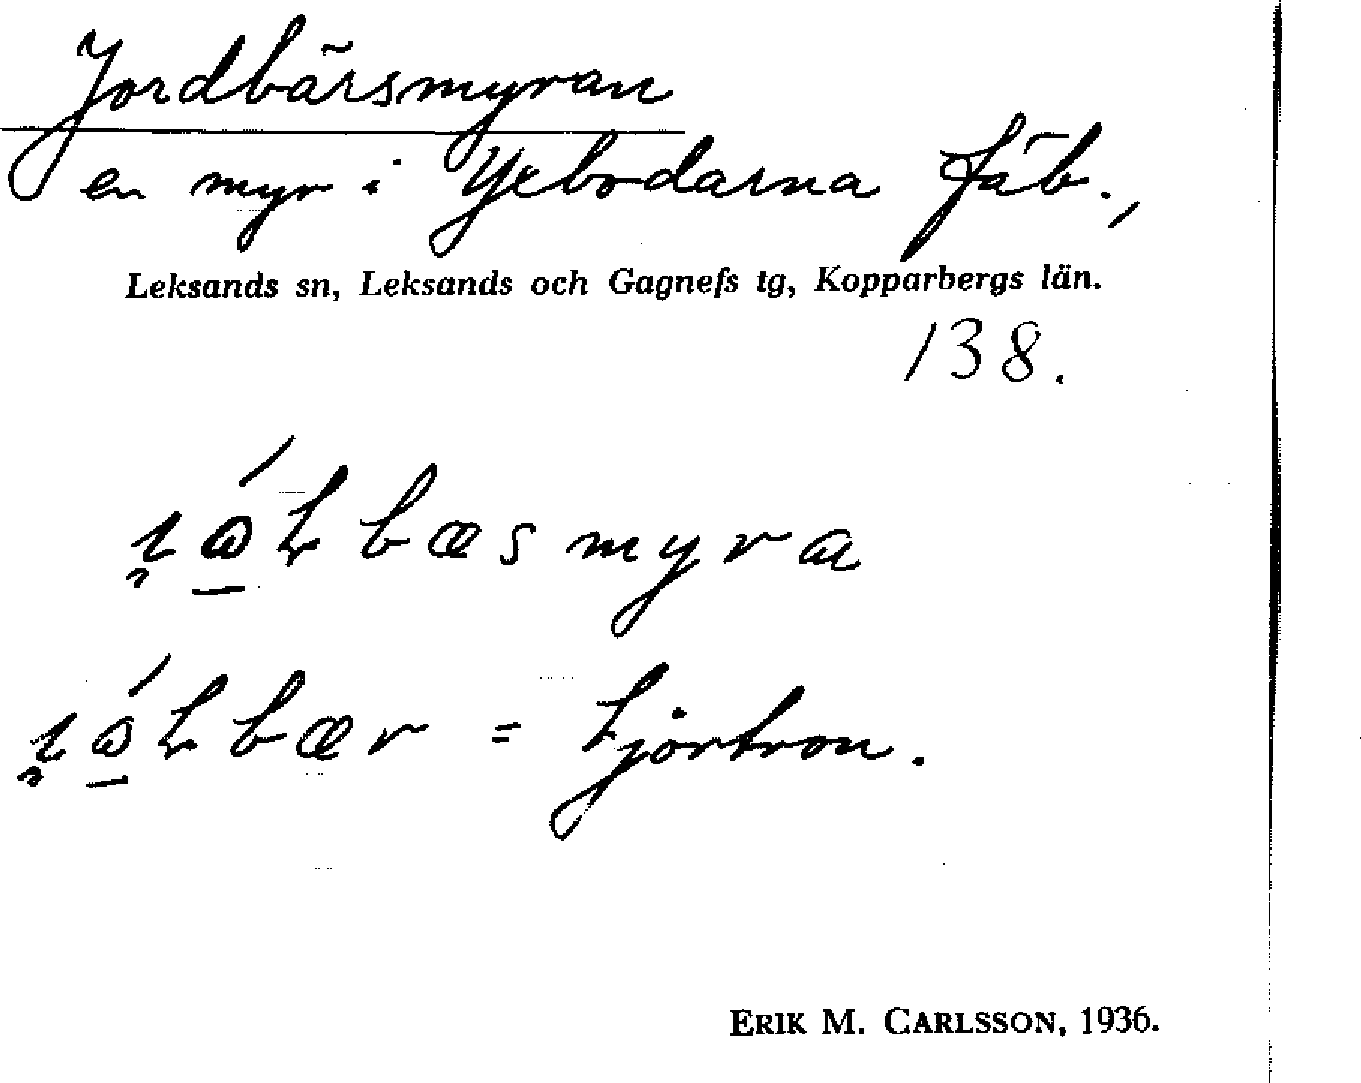 Jordbärsmyran
en myr i Yxbodarna fäb.,
Leksands sn, Leksands och Gagnefs tg, Kopparbergs län.
138.
= hjortron.
ERIK M. CARLSSON, 1936.